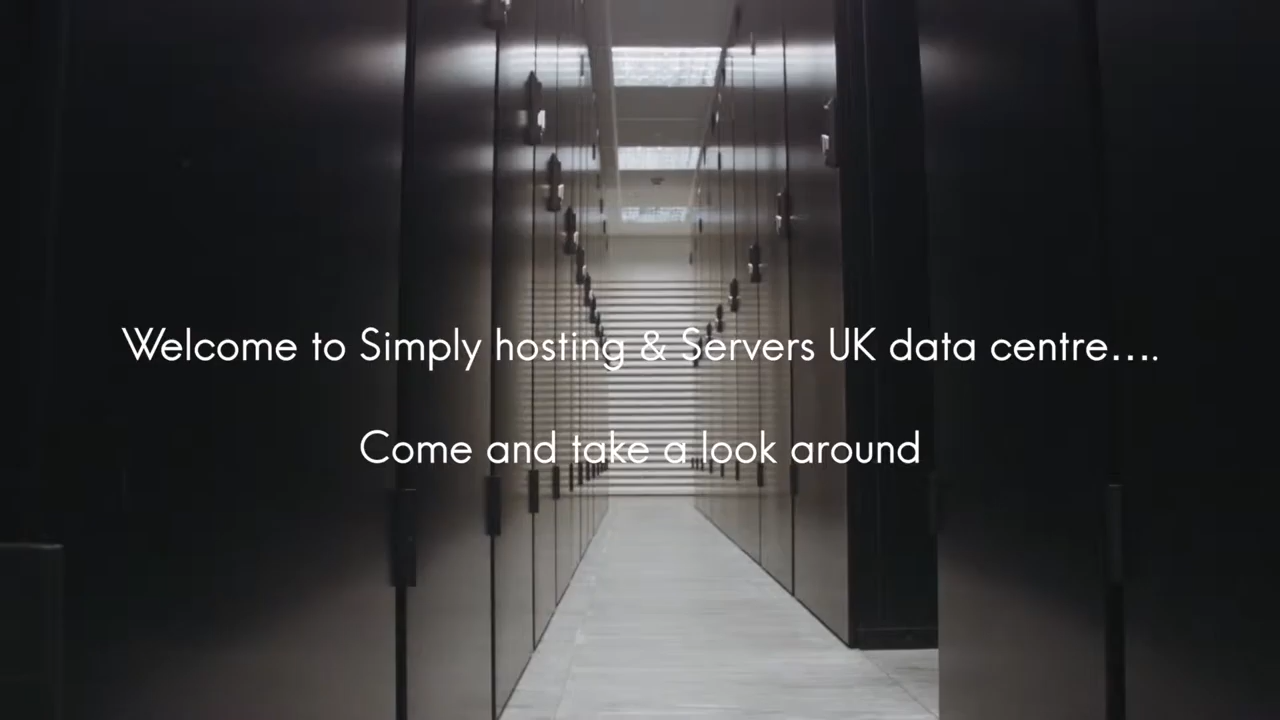 Welcome to Simply hosting & Servers UK data centre....
Come and take a look around